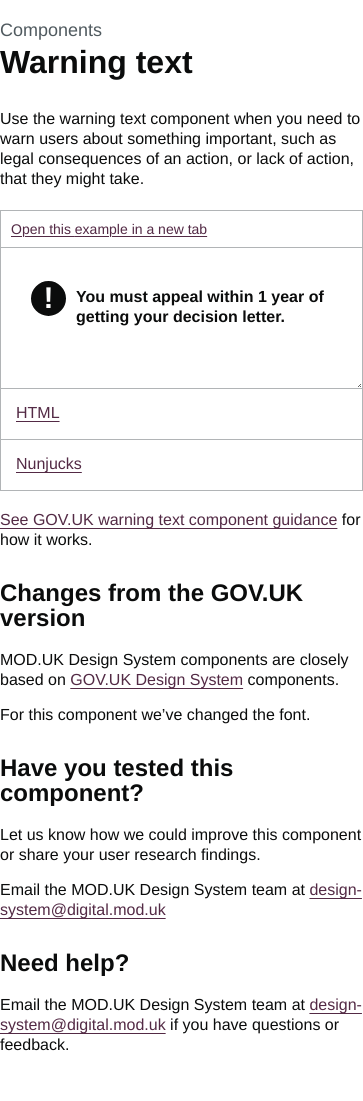 Components
Warning text
Use the warning text component when you need to
warn users about something important, such as
legal consequences of an action, or lack of action,
that they might take.
Open this example in a new tab
! You must appeal within 1 year of
getting your decision letter.
HTML
Nunjucks
See GOV.UK warning text component guidance for
how it works.
Changes from the GOV.UK
version
MOD.UK Design System components are closely
based on GOV.UK Design System components.
For this component we’ve changed the font.
Have you tested this
component?
Let us know how we could improve this component
or share your user research findings.
Email the MOD.UK Design System team at design-
system@digital.mod.uk
Need help?
Email the MOD.UK Design System team at design-
system@digital.mod.uk if you have questions or
feedback.